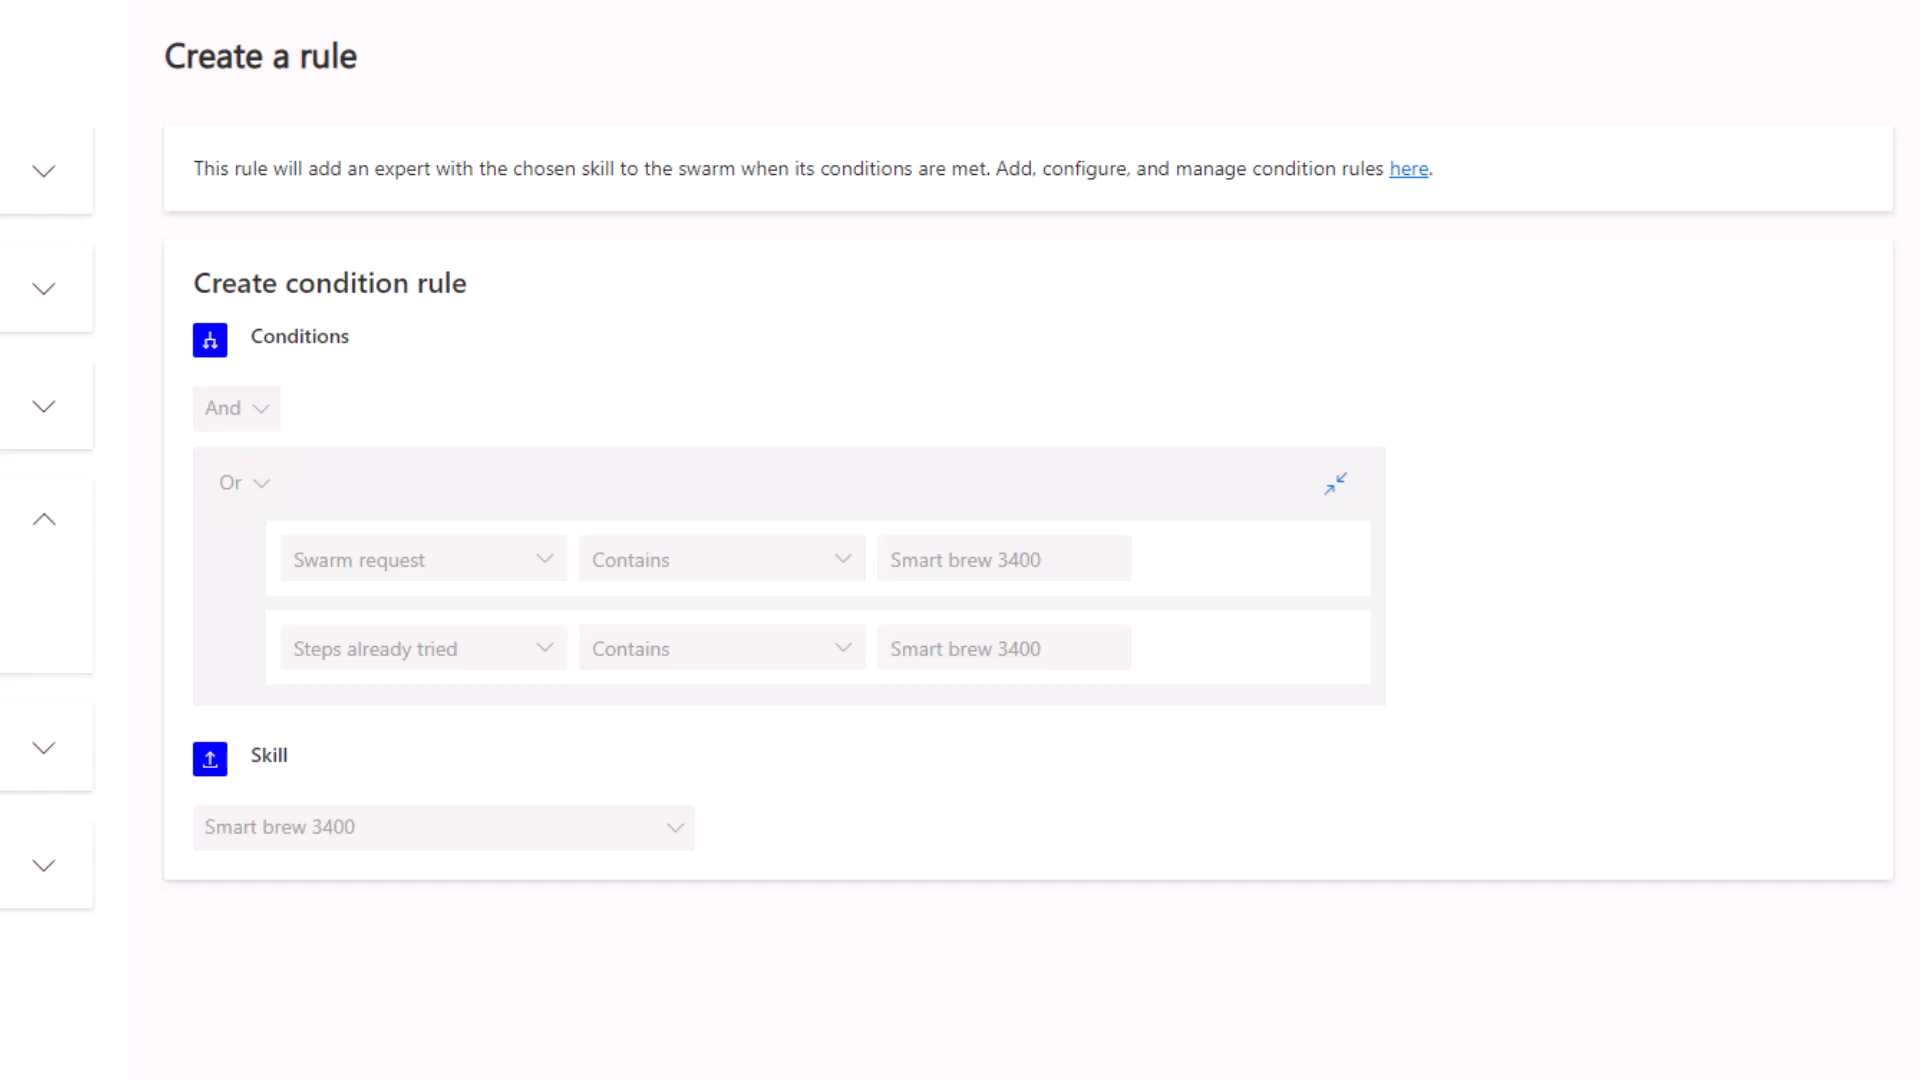 Create a rule
This rule will add an expert with the chosen skill to the swarm when its conditions are met. Add, configure, and manage condition rules here.
Create condition rule
Conditions
And
Or
Swarm request Contains Smart brew 3400
Steps already tried Contains Smart brew 3400
Skill
Smart brew 3400